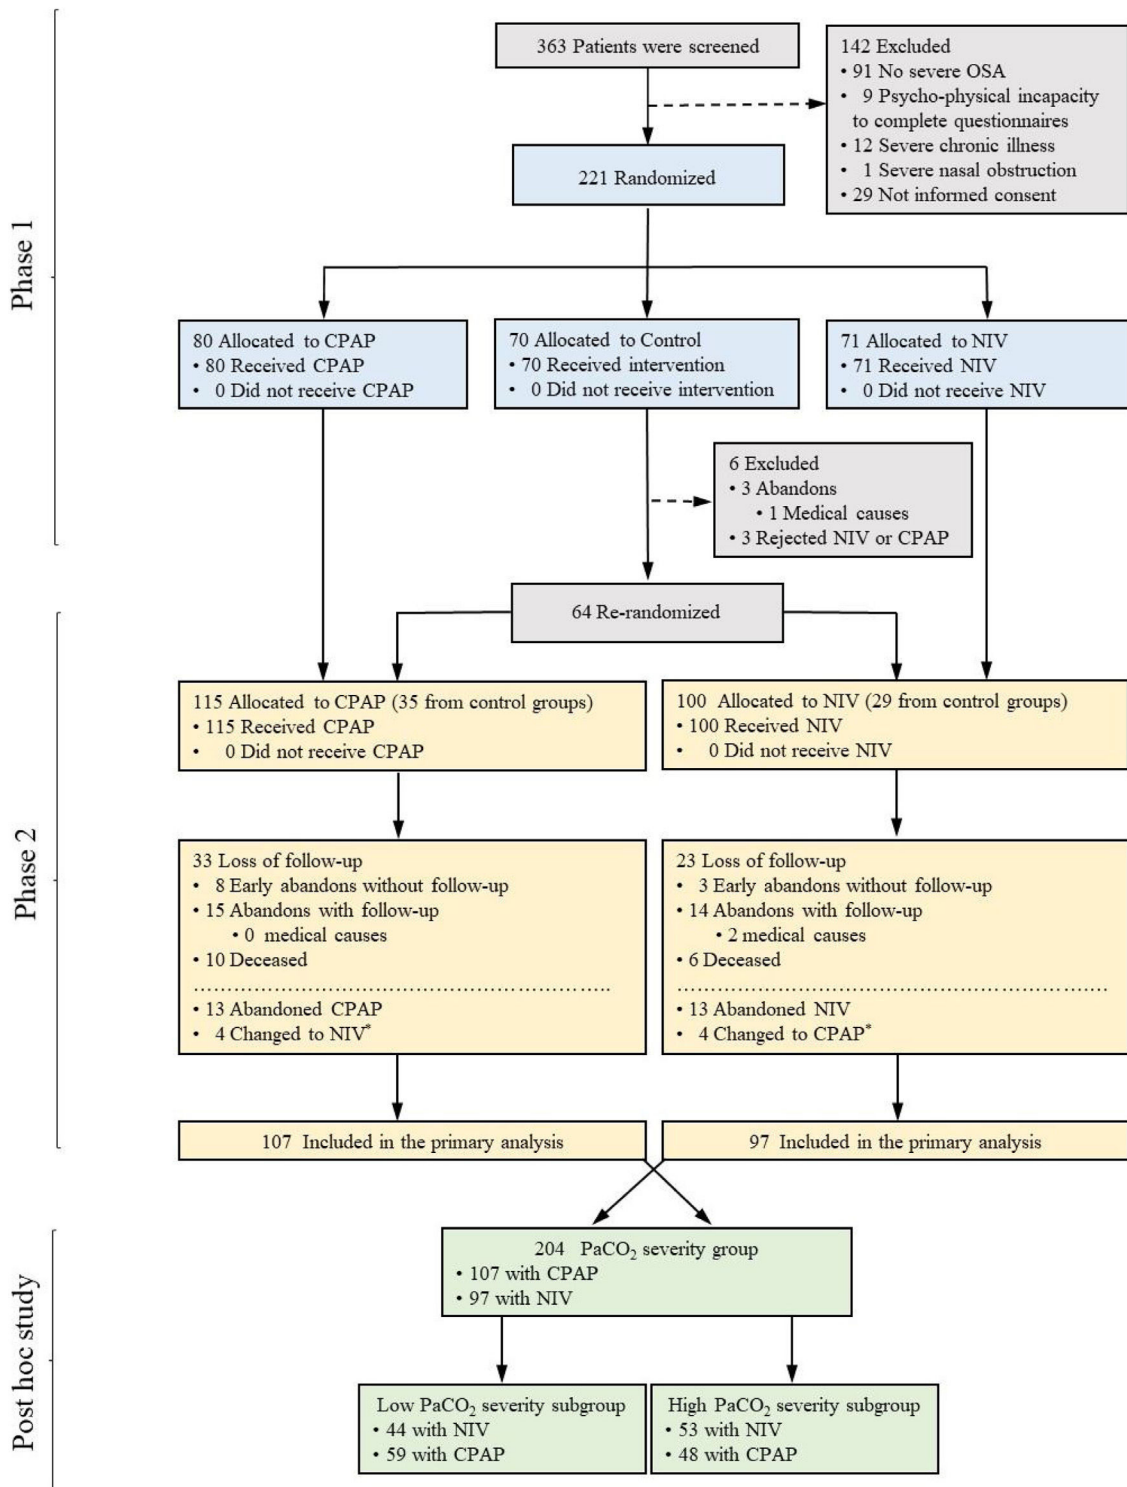 Phase 1
363 Patients were screened
142 Excluded
• 91 No severe OSA
• 9 Psycho-physical incapacity
to complete questionnaires
• 12 Severe chronic illness
• 1 Severe nasal obstruction
• 29 Not informed consent
221 Randomized
80 Allocated to CPAP
• 80 Received CPAP
• 0 Did not receive CPAP
70 Allocated to Control
• 70 Received intervention
• 0 Did not receive intervention
71 Allocated to NIV
• 71 Received NIV
• 0 Did not receive NIV
6 Excluded
• 3 Abandons
• 1 Medical causes
• 3 Rejected NIV or CPAP
Phase 2
64 Re-randomized
115 Allocated to CPAP (35 from control groups)
• 115 Received CPAP
• 0 Did not receive CPAP
100 Allocated to NIV (29 from control groups)
• 100 Received NIV
• 0 Did not receive NIV
33 Loss of follow-up
• 8 Early abandons without follow-up
• 15 Abandons with follow-up
• 0 medical causes
• 10 Deceased
• 13 Abandoned CPAP
• 4 Changed to NIV*
23 Loss of follow-up
• 3 Early abandons without follow-up
• 14 Abandons with follow-up
• 2 medical causes
• 6 Deceased
• 13 Abandoned NIV
• 4 Changed to CPAP*
107 Included in the primary analysis
97 Included in the primary analysis
Post hoc study
204 PaCO₂ severity group
• 107 with CPAP
• 97 with NIV
Low PaCO₂ severity subgroup
• 44 with NIV
• 59 with CPAP
High PaCO₂ severity subgroup
• 53 with NIV
• 48 with CPAP